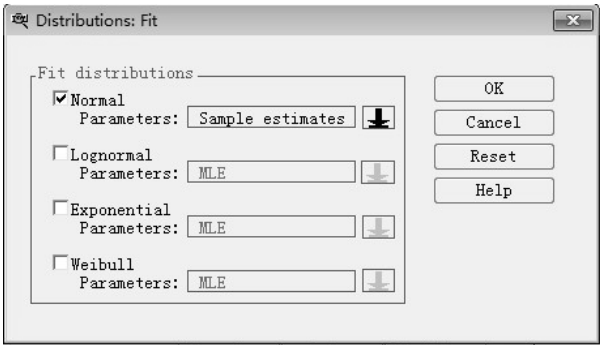 Distributions: Fit
Fit distributions
Normal
Parameters: Sample estimates
Lognormal
Parameters: MLE
Exponential
Parameters: MLE
Weibull
Parameters: MLE
OK
Cancel
Reset
Help